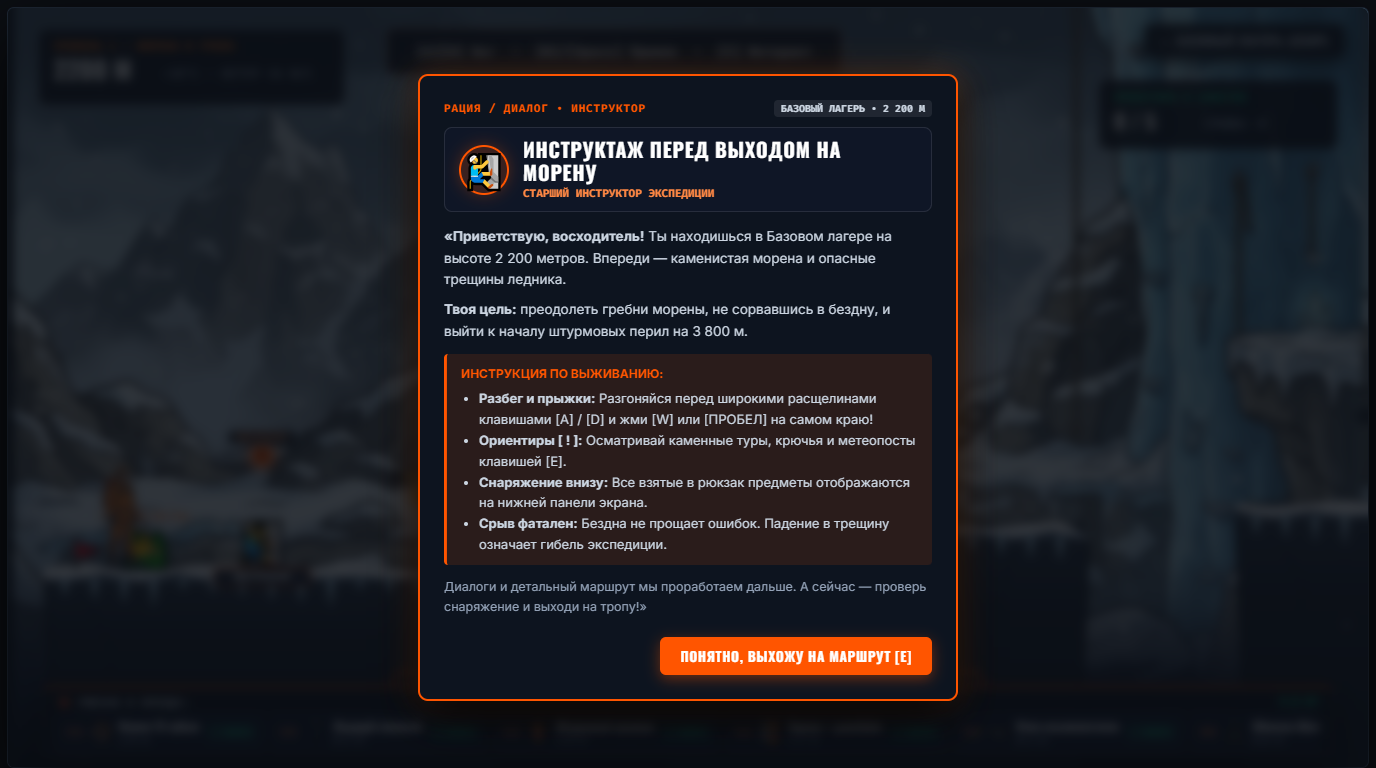 РАЦИЯ / ДИАЛОГ • ИНСТРУКТОР
БАЗОВЫЙ ЛАГЕРЬ • 2 200 М
ИНСТРУКТАЖ ПЕРЕД ВЫХОДОМ НА
МОРЕНУ
СТАРШИЙ ИНСТРУКТОР ЭКСПЕДИЦИИ
«Приветствую, восходитель! Ты находишься в Базовом лагере на
высоте 2 200 метров. Впереди — каменистая морена и опасные
трещины ледника.
Твоя цель: преодолеть гребни морены, не сорвавшись в бездну, и
выйти к началу штурмовых перил на 3 800 м.
ИНСТРУКЦИЯ ПО ВЫЖИВАНИЮ:
• Разбег и прыжки: Разгоняйся перед широкими расщелинами
клавишами [A] / [D] и жми [W] или [ПРОБЕЛ] на самом краю!
• Ориентиры [ ! ]: Осматривай каменные туры, крючья и метеопосты
клавишей [E].
• Снаряжение внизу: Все взятые в рюкзак предметы отображаются
на нижней панели экрана.
• Срыв фатален: Бездна не прощает ошибок. Падение в трещину
означает гибель экспедиции.
Диалоги и детальный маршрут мы проработаем дальше. А сейчас — проверь
снаряжение и выходи на тропу!»
ПОНЯТНО, ВЫХОЖУ НА МАРШРУТ [E]